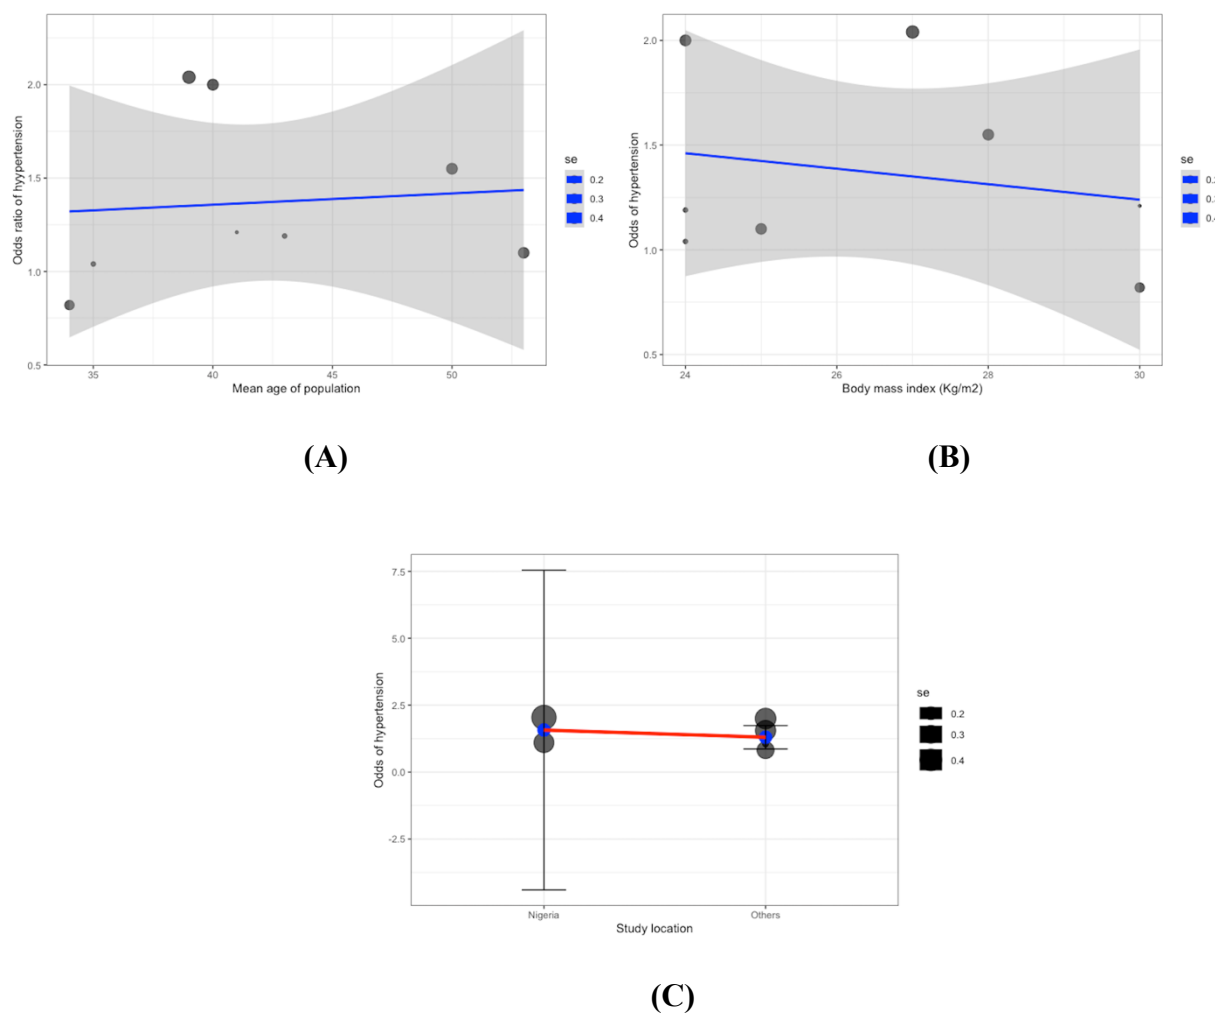 2.0
1.5
1.0
0.5
Odds ratio of hyypertension
35
40
45
50
Mean age of population
se
0.2
0.3
0.4
(A)
2.0
1.5
1.0
0.5
Odds of hypertension
24
26
28
30
Body mass index (Kg/m2)
se
(B)
7.5
5.0
2.5
0.0
-2.5
Odds of hypertension
Nigeria
Others
Study location
se
0.2
0.3
0.4
(C)